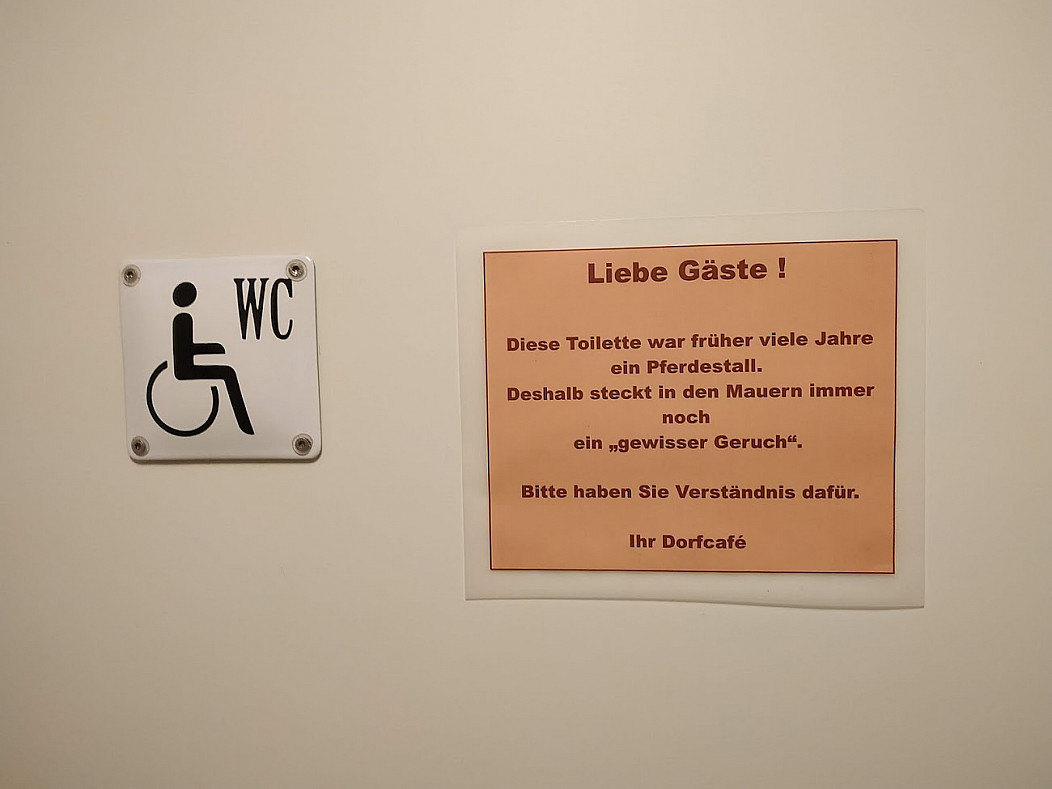 WC
Liebe Gäste !
Diese Toilette war früher viele Jahre
ein Pferdestall.
Deshalb steckt in den Mauern immer
noch
ein „gewisser Geruch“.
Bitte haben Sie Verständnis dafür.
Ihr Dorfcafé